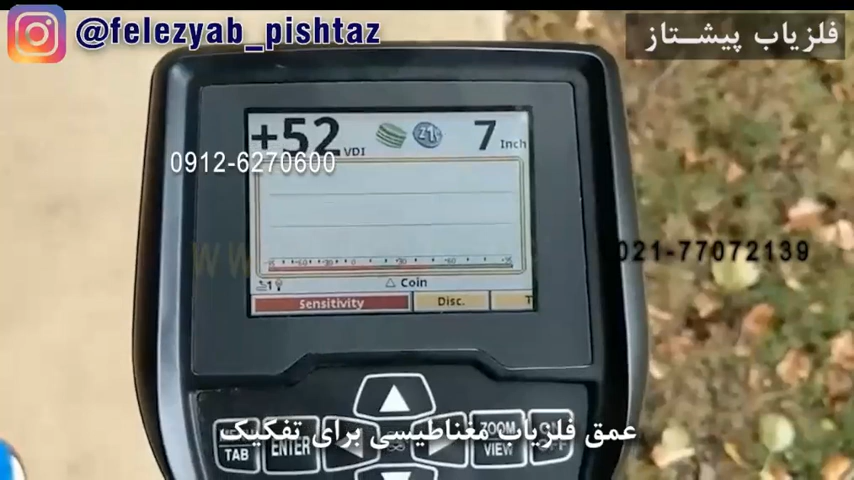 @felezyab_pishtaz
فلزیاب پیشــتاز
+52 VDI
7 Inch
0912-6270600
021-77072139
Coin
Sensitivity
Disc.
عمق فلزیاب مغناطیسی برای تفکیک
TAB
ENTER
ZOOM
VIEW